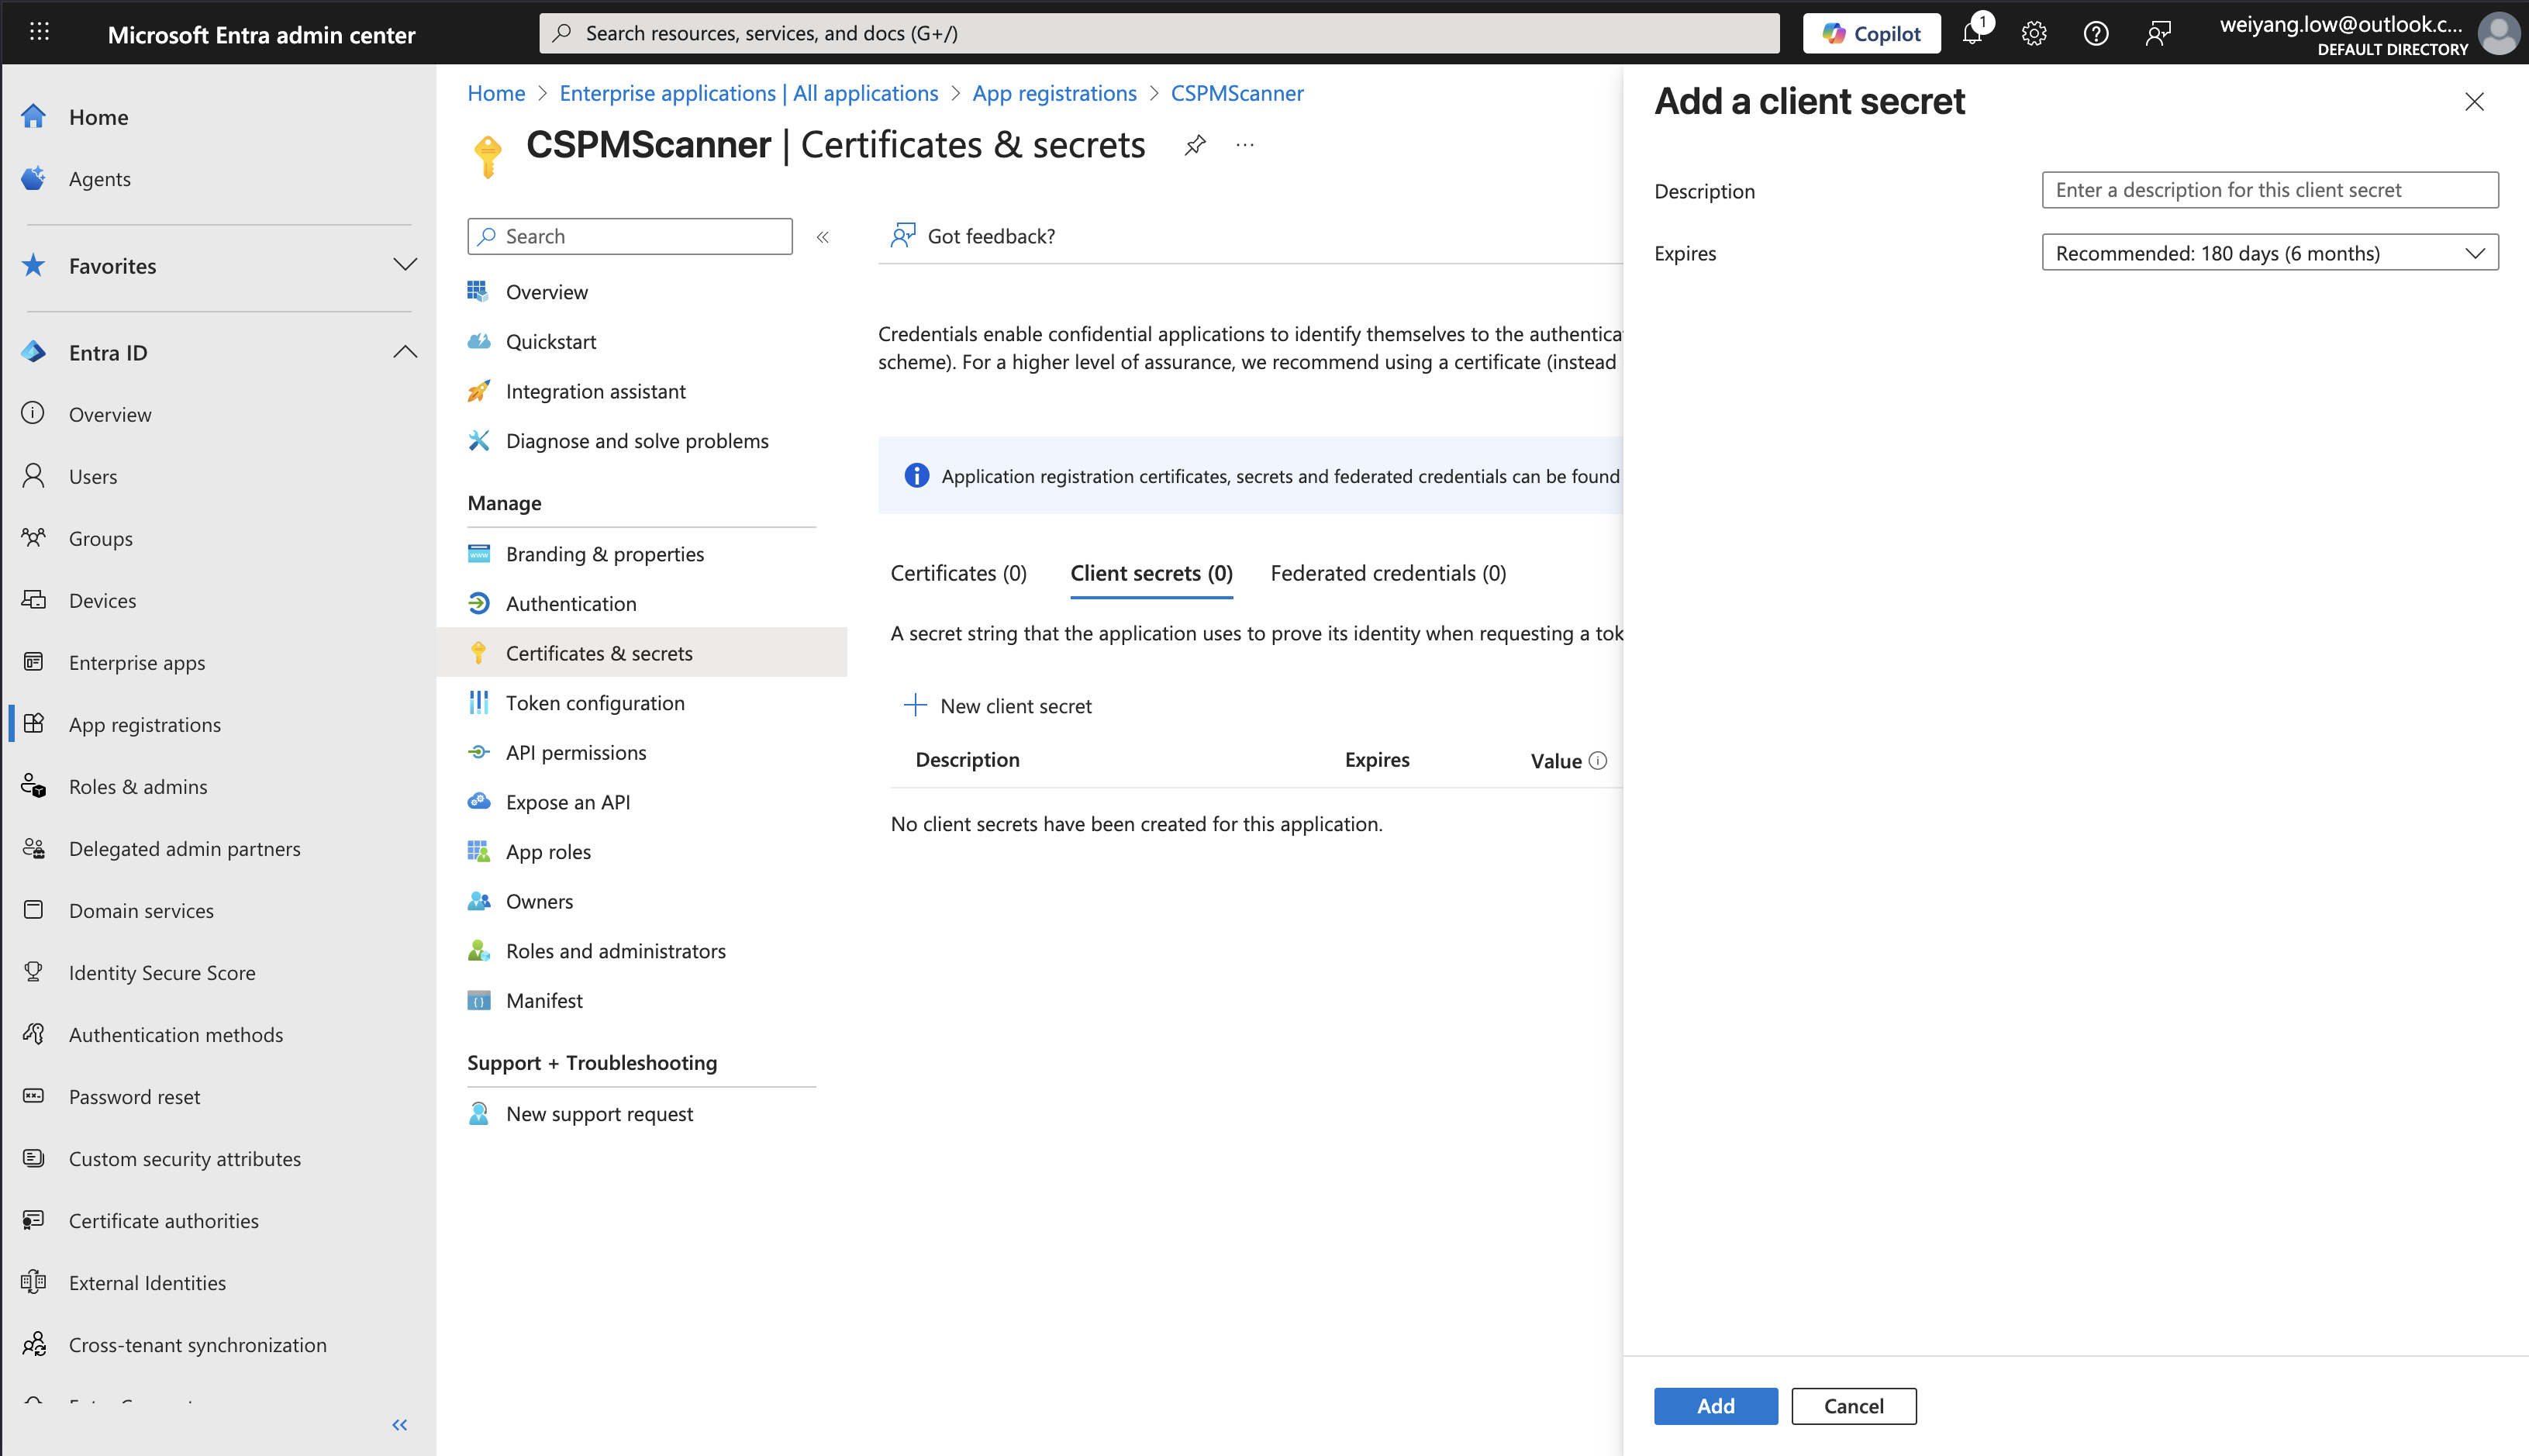 Microsoft Entra admin center
Search resources, services, and docs (G+/)
Copilot
1
weiyang.low@outlook.c...
DEFAULT DIRECTORY
Home
Agents
Favorites
Entra ID
Overview
Users
Groups
Devices
Enterprise apps
App registrations
Roles & admins
Delegated admin partners
Domain services
Identity Secure Score
Authentication methods
Password reset
Custom security attributes
Certificate authorities
External Identities
Cross-tenant synchronization
Home > Enterprise applications | All applications > App registrations > CSPMScanner
CSPMScanner | Certificates & secrets
Search
Overview
Quickstart
Integration assistant
Diagnose and solve problems
Manage
Branding & properties
Authentication
Certificates & secrets
Token configuration
API permissions
Expose an API
App roles
Owners
Roles and administrators
Manifest
Support + Troubleshooting
New support request
Got feedback?
Credentials enable confidential applications to identify themselves to the authentica
scheme). For a higher level of assurance, we recommend using a certificate (instead
Application registration certificates, secrets and federated credentials can be found
Certificates (0) Client secrets (0) Federated credentials (0)
A secret string that the application uses to prove its identity when requesting a tok
New client secret
Description Expires Value
No client secrets have been created for this application.
Add a client secret
Description Enter a description for this client secret
Expires Recommended: 180 days (6 months)
Add Cancel